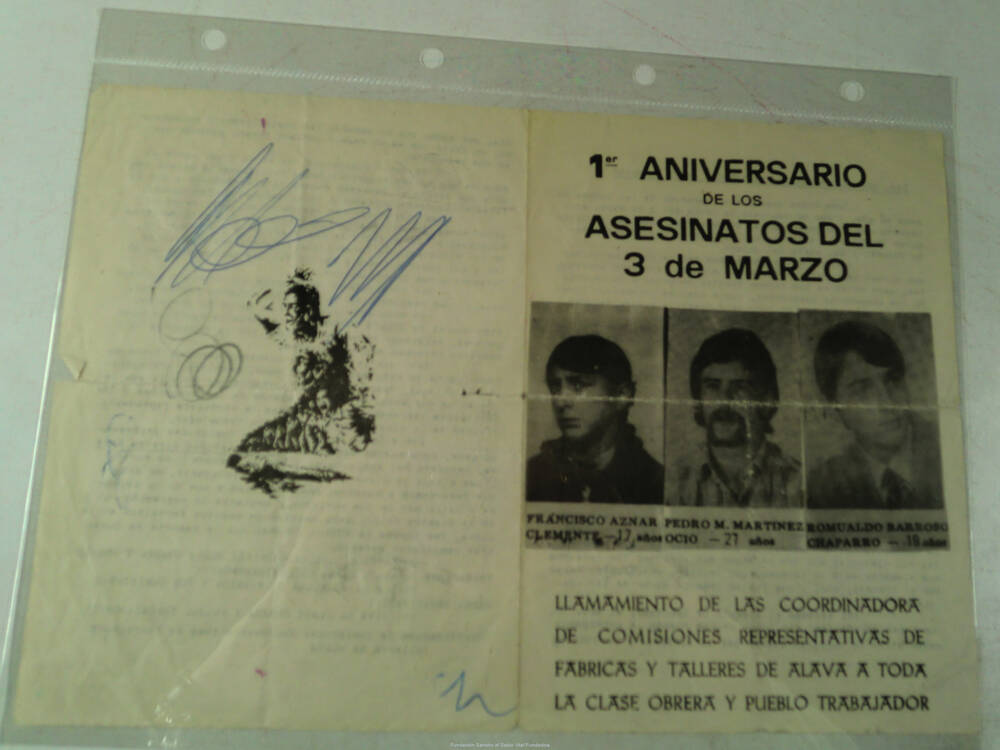 1er ANIVERSARIO
DE LOS
ASESINATOS DEL
3 de MARZO
FRANCISCO AZNAR
CLEMENTE - 17 años
PEDRO M. MARTINEZ
OCIO - 27 años
ROMUALDO BARROSO
CHAPARRO - 19 años
LLAMAMIENTO DE LAS COORDINADORA
DE COMISIONES REPRESENTATIVAS DE
FABRICAS Y TALLERES DE ALAVA A TODA
LA CLASE OBRERA Y PUEBLO TRABAJADOR